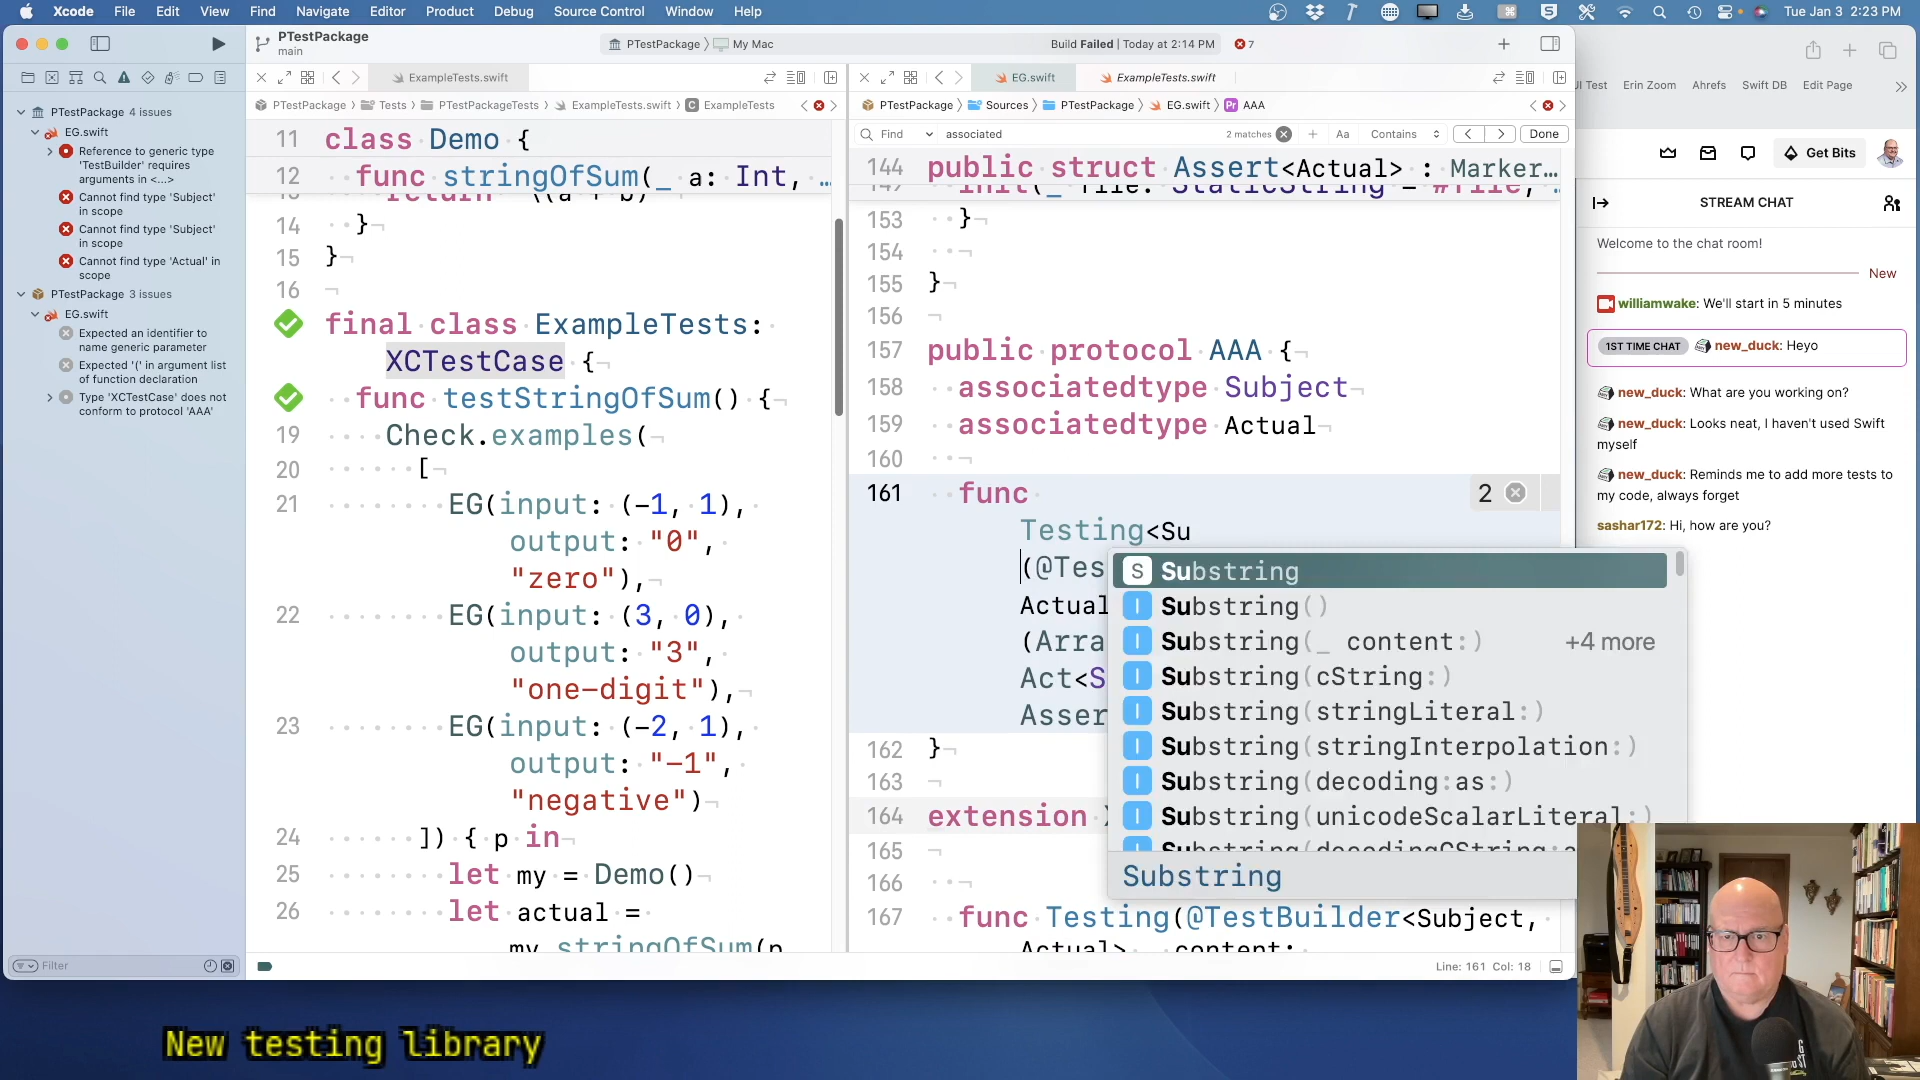 Xcode File Edit View Find Navigate Editor Product Debug Source Control Window Help Tue Jan 3 2:23 PM
PTestPackage
main
PTestPackage 〉 My Mac
Build Failed | Today at 2:14 PM
7
ExampleTests.swift
EG.swift
ExampleTests.swift
PTestPackage 〉 Tests 〉 PTestPackageTests 〉 ExampleTests.swift 〉 C ExampleTests
PTestPackage 〉 Sources 〉 PTestPackage 〉 EG.swift 〉 Pr AAA
PTestPackage 4 issues
EG.swift
Reference to generic type
'TestBuilder' requires
arguments in <...>
Cannot find type 'Subject'
in scope
Cannot find type 'Subject'
in scope
Cannot find type 'Actual' in
scope
PTestPackage 3 issues
EG.swift
Expected an identifier to
name generic parameter
Expected '(' in argument list
of function declaration
Type 'XCTestCase' does not
conform to protocol 'AAA'
Filter
11 class Demo {
12 func stringOfSum(_ a: Int, …
13 return "\(a + b)"
14 }
15 }
16
final class ExampleTests:
XCTestCase {
func testStringOfSum() {
19 Check.examples(
20 [
21 EG(input: (-1, 1),
output: "0",
"zero"),
22 EG(input: (3, 0),
output: "3",
"one-digit"),
23 EG(input: (-2, 1),
output: "-1",
"negative")
24 ]) { p in
25 let my = Demo()
26 let actual =
my.stringOfSum(p
Find associated 2 matches + Aa Contains Done
144 public struct Assert<Actual> : Marker…
init(_ file: StaticString = #file, …
153 }
154
155 }
156
157 public protocol AAA {
158 associatedtype Subject
159 associatedtype Actual
160
161 func 2
Testing<Su
(@Tes
Actual
(Arra
Act<S
Assert
162 }
163
164 extension
165
166
167 func Testing(@TestBuilder<Subject,
Actual> _ content:
S Substring
I Substring()
I Substring(_ content:) +4 more
I Substring(cString:)
I Substring(stringLiteral:)
I Substring(stringInterpolation:)
I Substring(decoding:as:)
I Substring(unicodeScalarLiteral:)
I Substring(decodingCString:a
Substring
Line: 161 Col: 18
UI Test Erin Zoom Ahrefs Swift DB Edit Page
Get Bits
STREAM CHAT
Welcome to the chat room!
New
williamwake: We'll start in 5 minutes
1ST TIME CHAT new_duck: Heyo
new_duck: What are you working on?
new_duck: Looks neat, I haven't used Swift
myself
new_duck: Reminds me to add more tests to
my code, always forget
sashar172: Hi, how are you?
New testing library